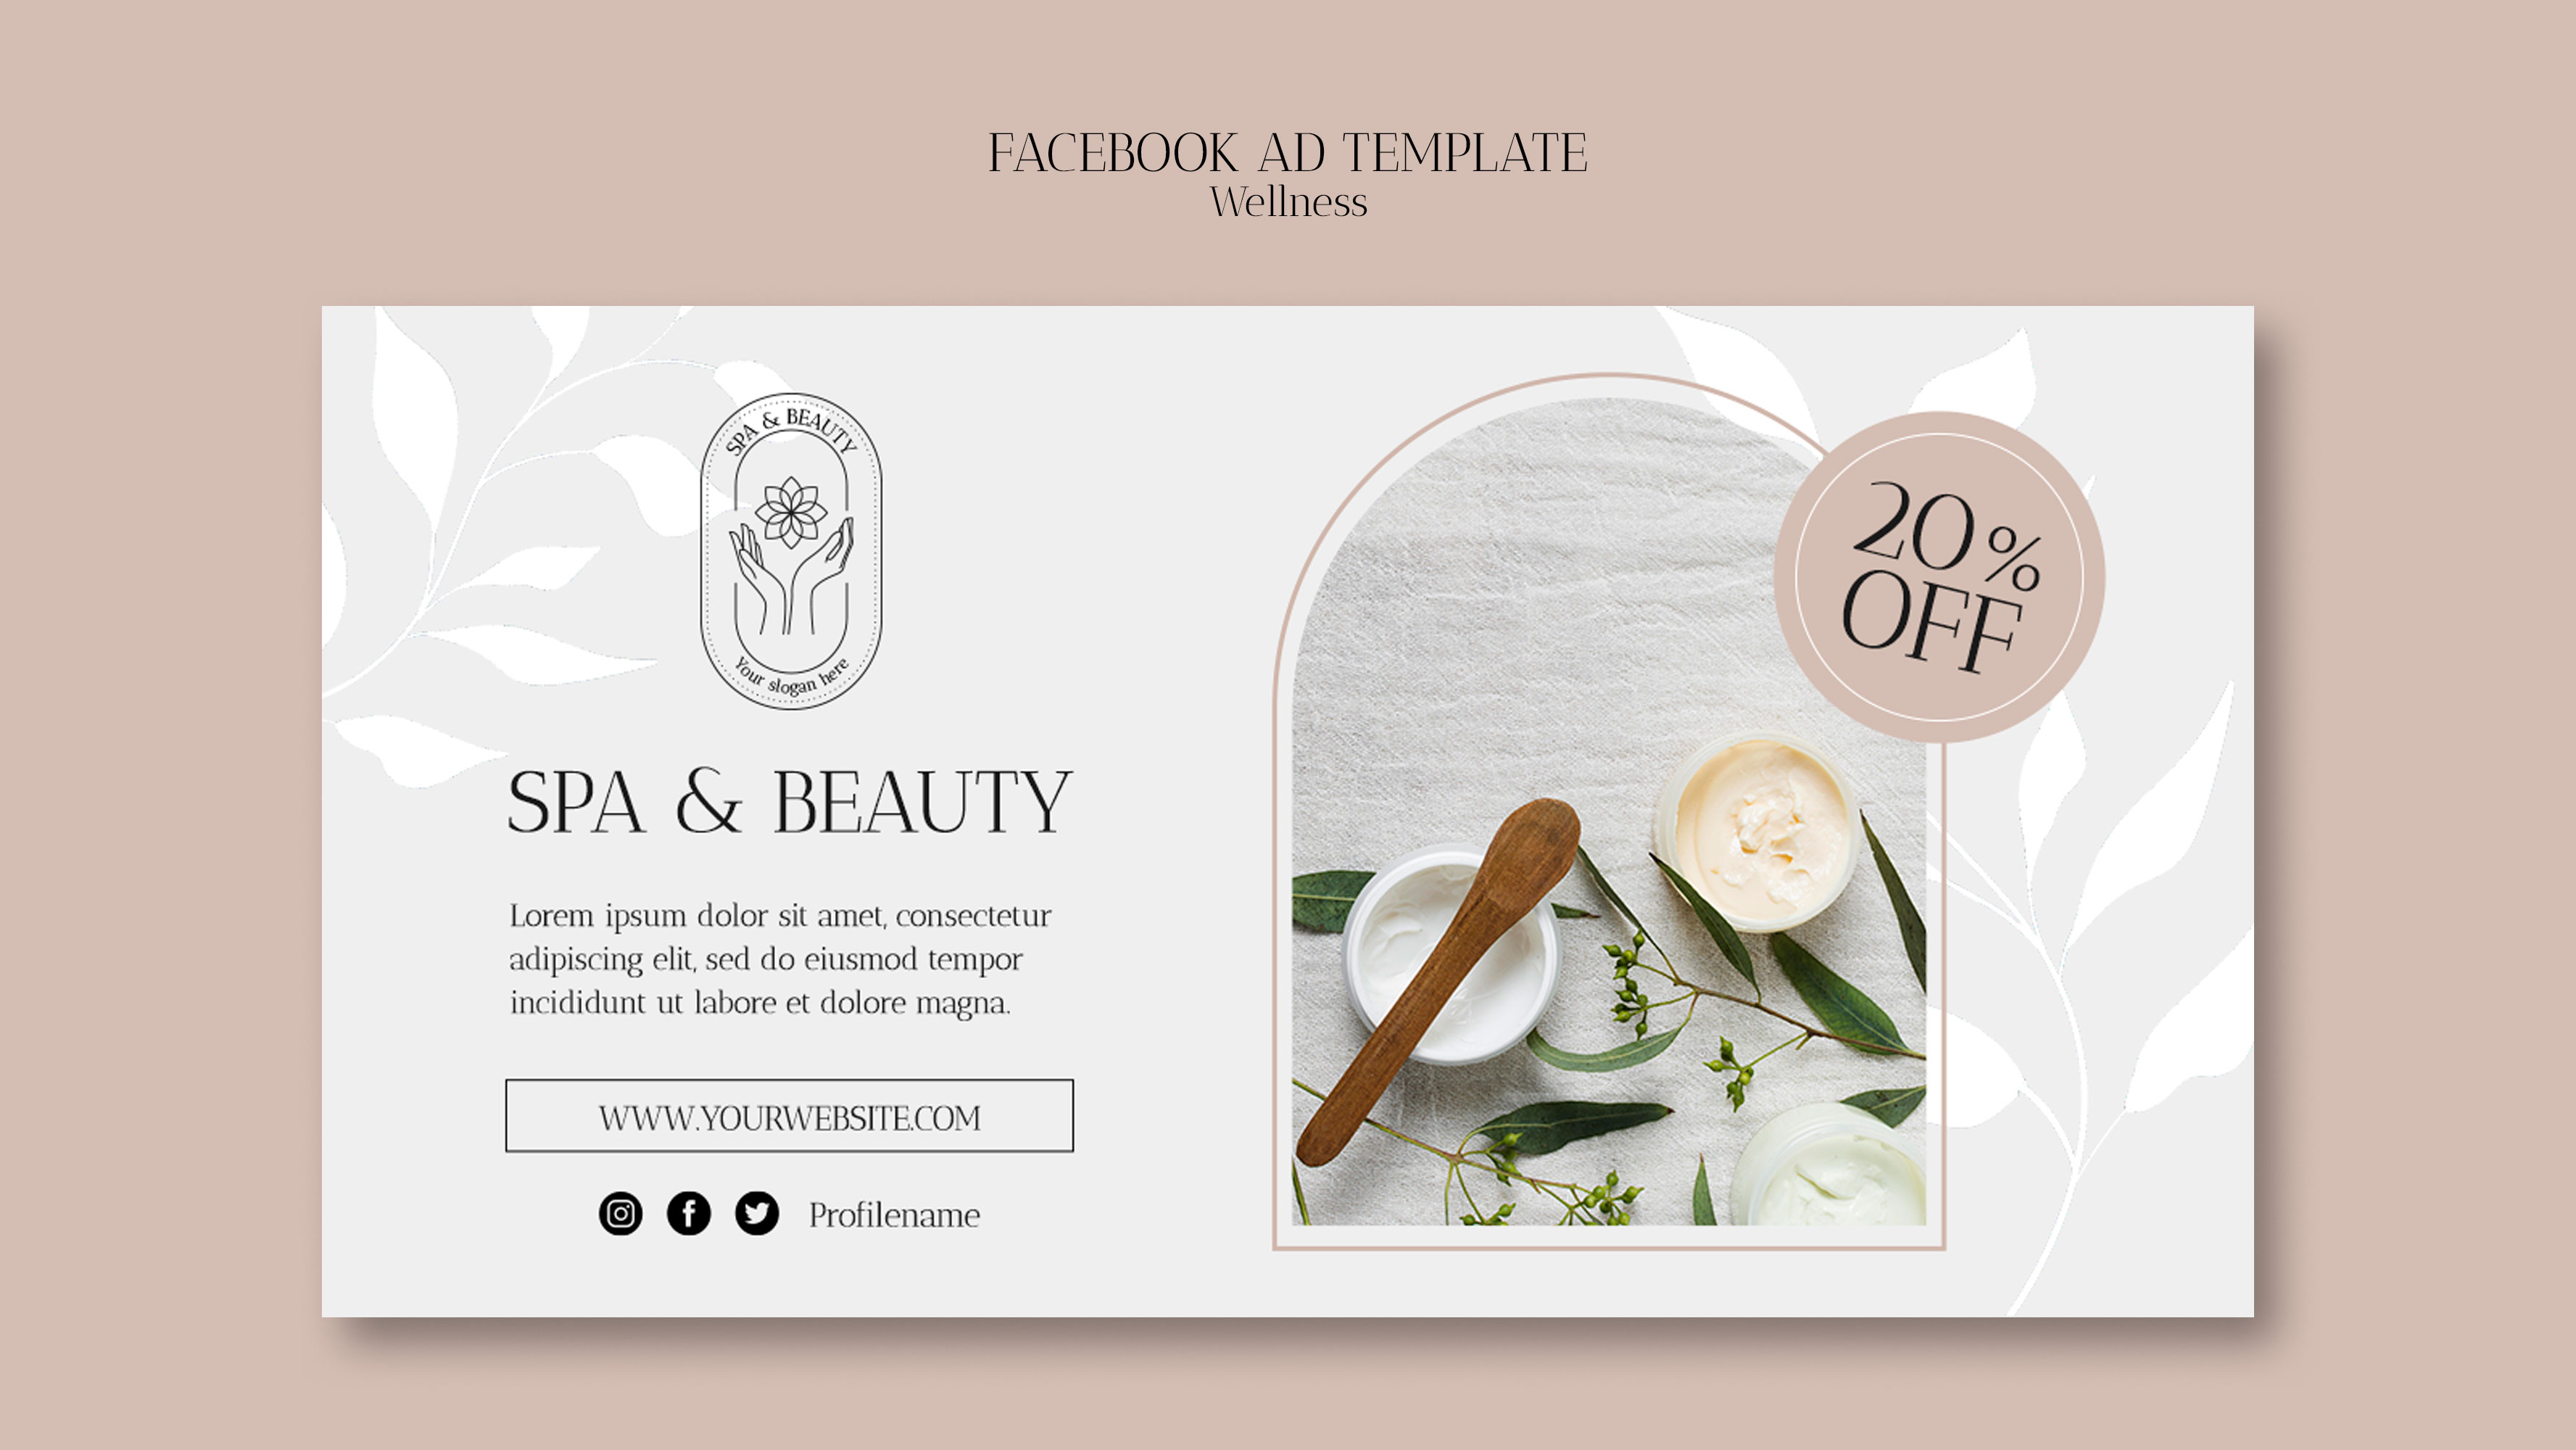 FACEBOOK AD TEMPLATE
Wellness
SPA & BEAUTY
Your slogan here
SPA & BEAUTY
Lorem ipsum dolor sit amet, consectetur
adipiscing elit, sed do eiusmod tempor
incididunt ut labore et dolore magna.
WWW.YOURWEBSITE.COM
Profilename
20%
OFF